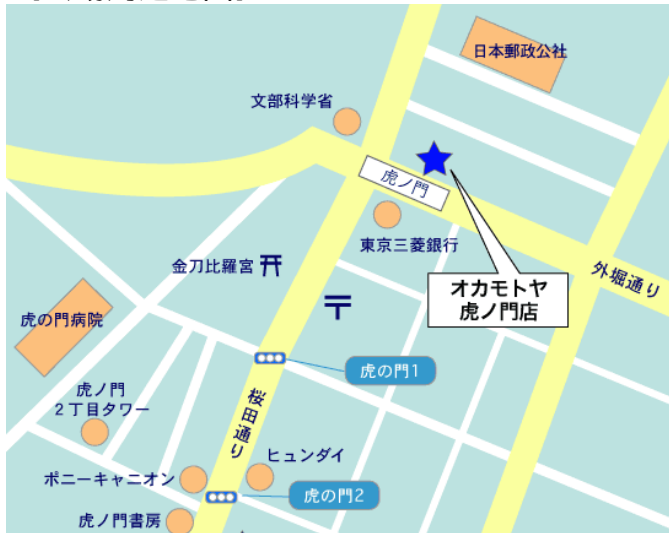 日本郵政公社
文部科学省
虎ノ門
東京三菱銀行
外堀通り
オカモトヤ
虎ノ門店
金刀比羅宮
虎の門病院
虎の門1
虎ノ門
2丁目タワー
桜田通り
ヒュンダイ
ポニーキャニオン
虎の門2
虎ノ門書房